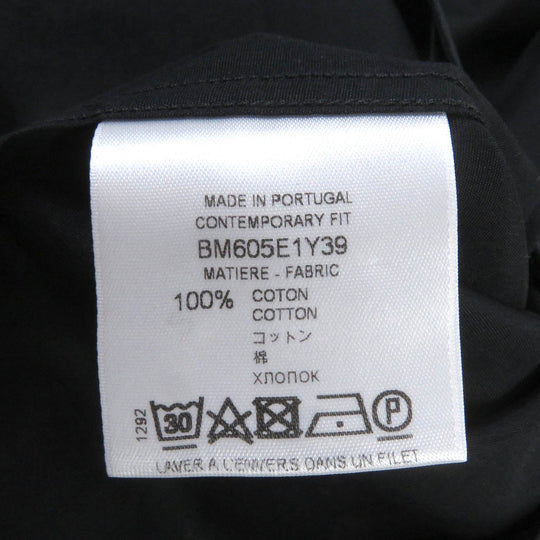 MADE IN PORTUGAL
CONTEMPORARY FIT
BM605E1Y39
MATIERE - FABRIC
100% COTON
COTTON
コットン
棉
ХЛОПОК
1292
30
P
LAVER A L'ENVERS DANS UN FILET